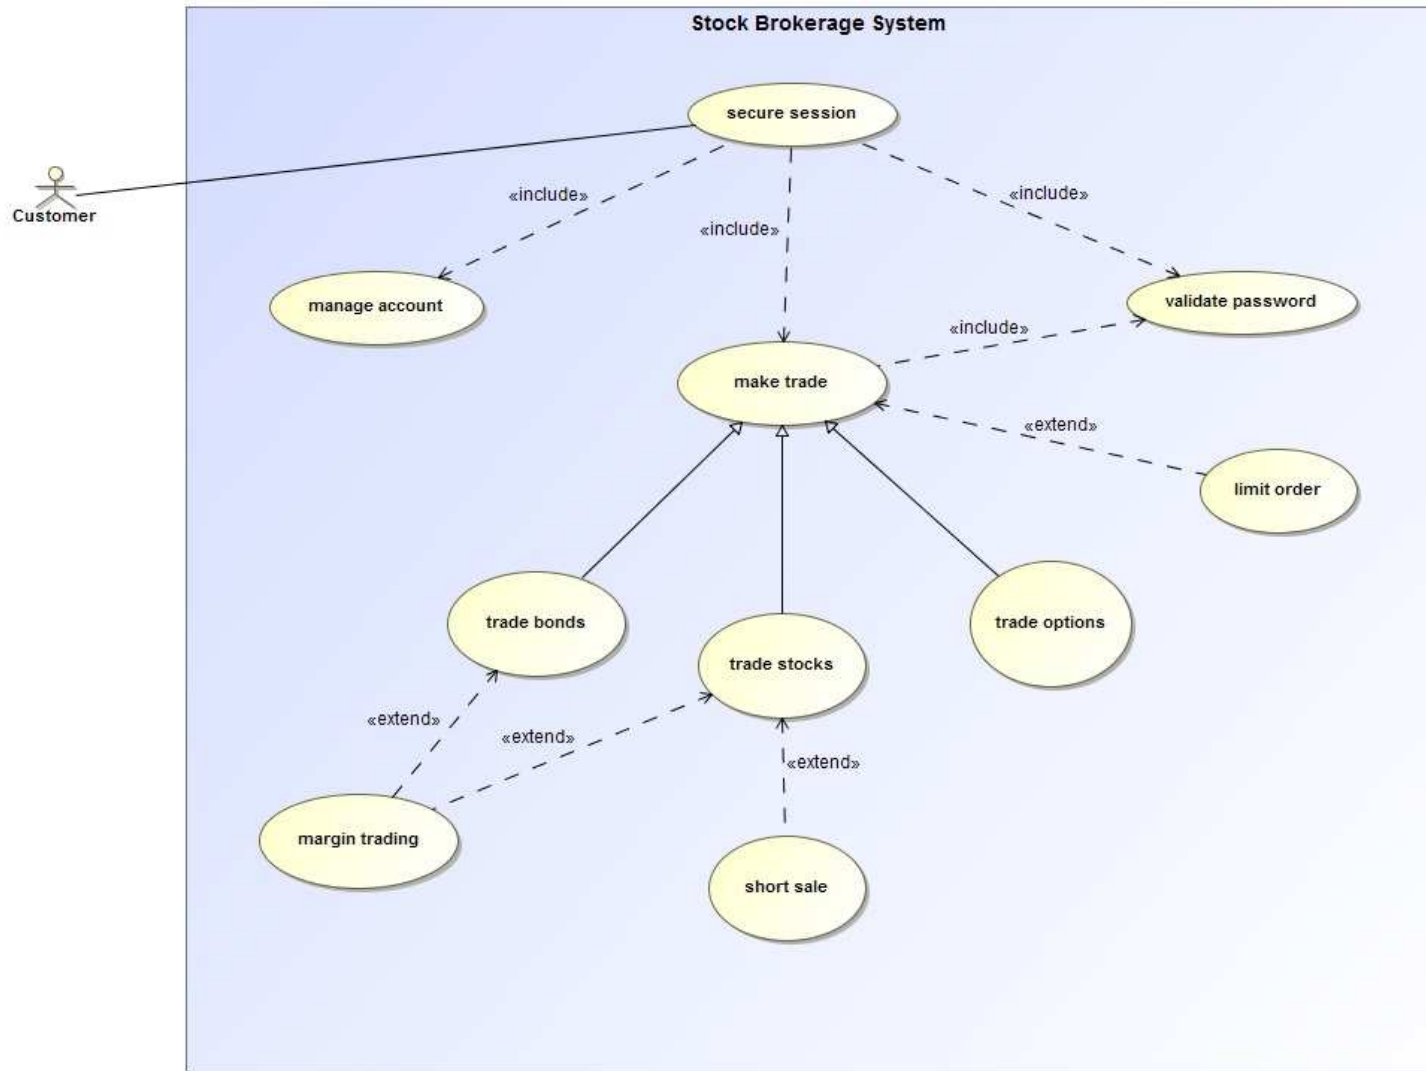 Stock Brokerage System
secure session
Customer
«include»
«include»
«include»
manage account
validate password
«include»
make trade
«extend»
limit order
trade bonds
trade stocks
trade options
«extend»
«extend»
«extend»
margin trading
short sale